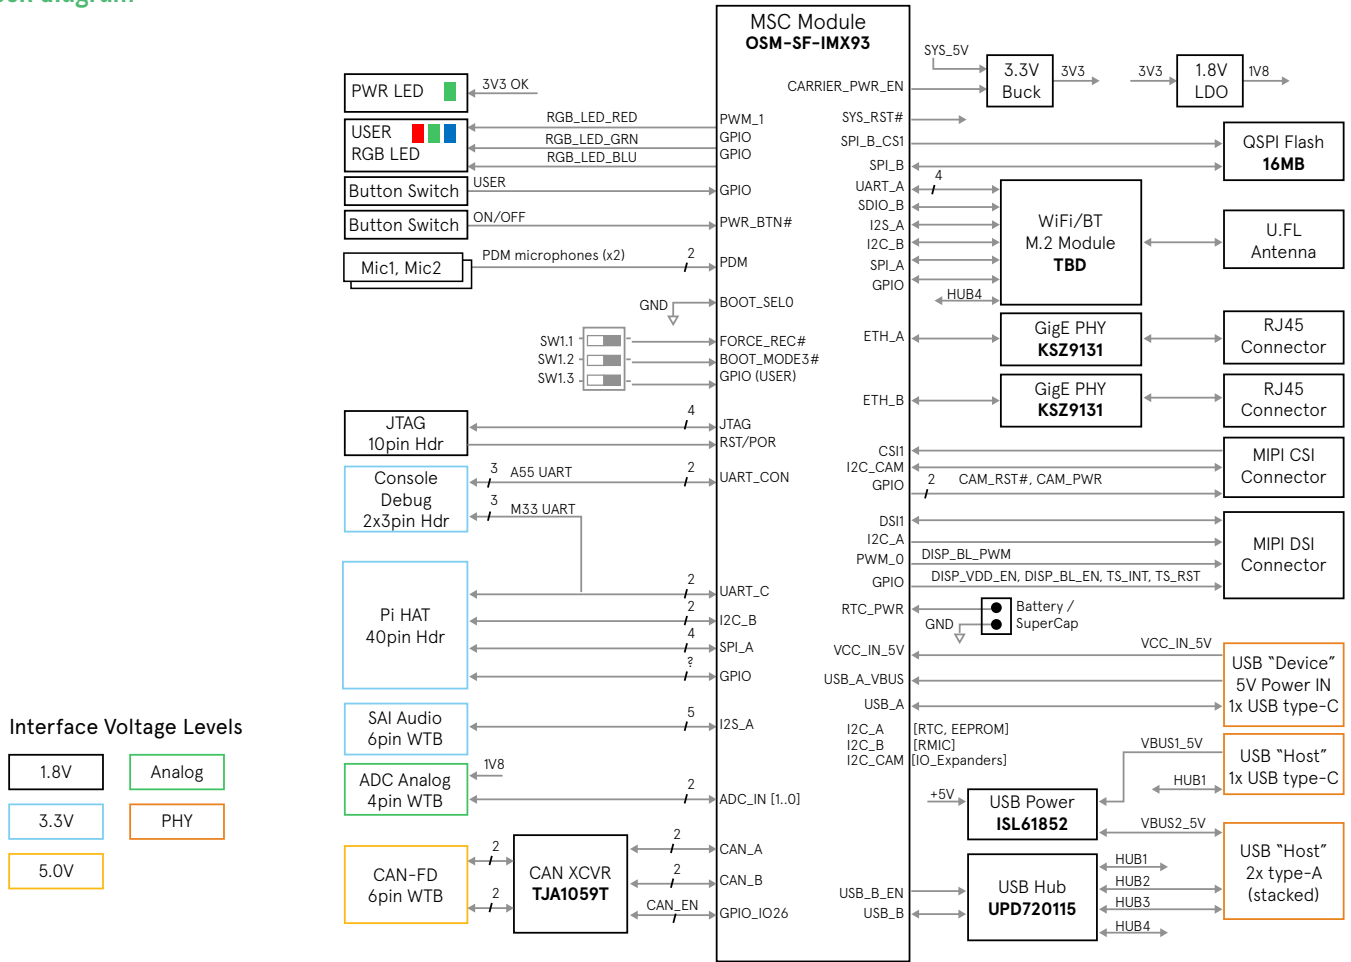 MSC Module
OSM-SF-IMX93
PWR LED
3V3 OK
USER
RGB LED
RGB_LED_RED
RGB_LED_GRN
RGB_LED_BLU
PWM_1
GPIO
GPIO
Button Switch
USER
GPIO
Button Switch
ON/OFF
PWR_BTN#
Mic1, Mic2
PDM microphones (x2)
2
PDM
GND
BOOT_SEL0
SW1.1
SW1.2
SW1.3
FORCE_REC#
BOOT_MODE3#
GPIO (USER)
JTAG
10pin Hdr
4
JTAG
RST/POR
Console
Debug
2x3pin Hdr
3
A55 UART
2
UART_CON
3
M33 UART
Pi HAT
40pin Hdr
2
UART_C
2
I2C_B
4
SPI_A
?
GPIO
SAI Audio
6pin WTB
5
I2S_A
ADC Analog
4pin WTB
1V8
2
ADC_IN [1..0]
CAN-FD
6pin WTB
2
2
CAN XCVR
TJA1059T
2
CAN_A
2
CAN_B
CAN_EN
GPIO_IO26
Interface Voltage Levels
1.8V
Analog
3.3V
PHY
5.0V
SYS_5V
CARRIER_PWR_EN
3.3V
Buck
3V3
3V3
1.8V
LDO
1V8
SYS_RST#
SPI_B_CS1
SPI_B
QSPI Flash
16MB
UART_A
4
SDIO_B
I2S_A
I2C_B
SPI_A
GPIO
HUB4
WiFi/BT
M.2 Module
TBD
U.FL
Antenna
ETH_A
GigE PHY
KSZ9131
RJ45
Connector
ETH_B
GigE PHY
KSZ9131
RJ45
Connector
CSI1
I2C_CAM
GPIO
2
CAM_RST#, CAM_PWR
MIPI CSI
Connector
DSI1
I2C_A
PWM_0
DISP_BL_PWM
GPIO
DISP_VDD_EN, DISP_BL_EN, TS_INT, TS_RST
MIPI DSI
Connector
RTC_PWR
GND
Battery /
SuperCap
VCC_IN_5V
VCC_IN_5V
USB_A_VBUS
USB_A
USB “Device”
5V Power IN
1x USB type-C
I2C_A [RTC, EEPROM]
I2C_B [RMIC]
I2C_CAM [IO_Expanders]
VBUS1_5V
HUB1
USB “Host”
1x USB type-C
+5V
USB Power
ISL61852
VBUS2_5V
USB “Host”
2x type-A
(stacked)
USB_B_EN
USB_B
USB Hub
UPD720115
HUB1
HUB2
HUB3
HUB4